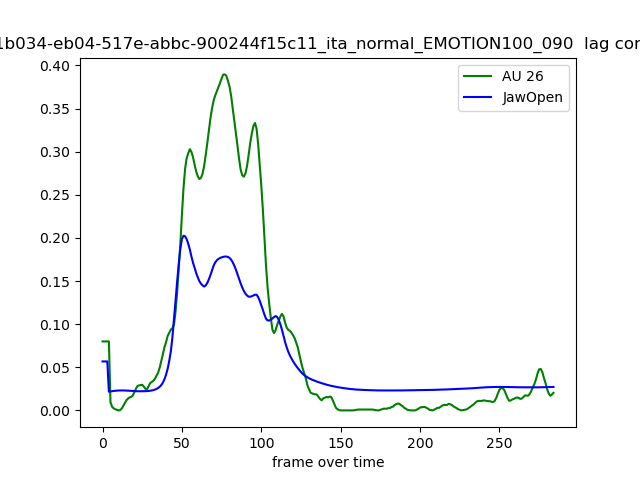 1b034-eb04-517e-abbc-900244f15c11_ita_normal_EMOTION100_090 lag cor
AU 26
JawOpen
0.40
0.35
0.30
0.25
0.20
0.15
0.10
0.05
0.00
0 50 100 150 200 250
frame over time